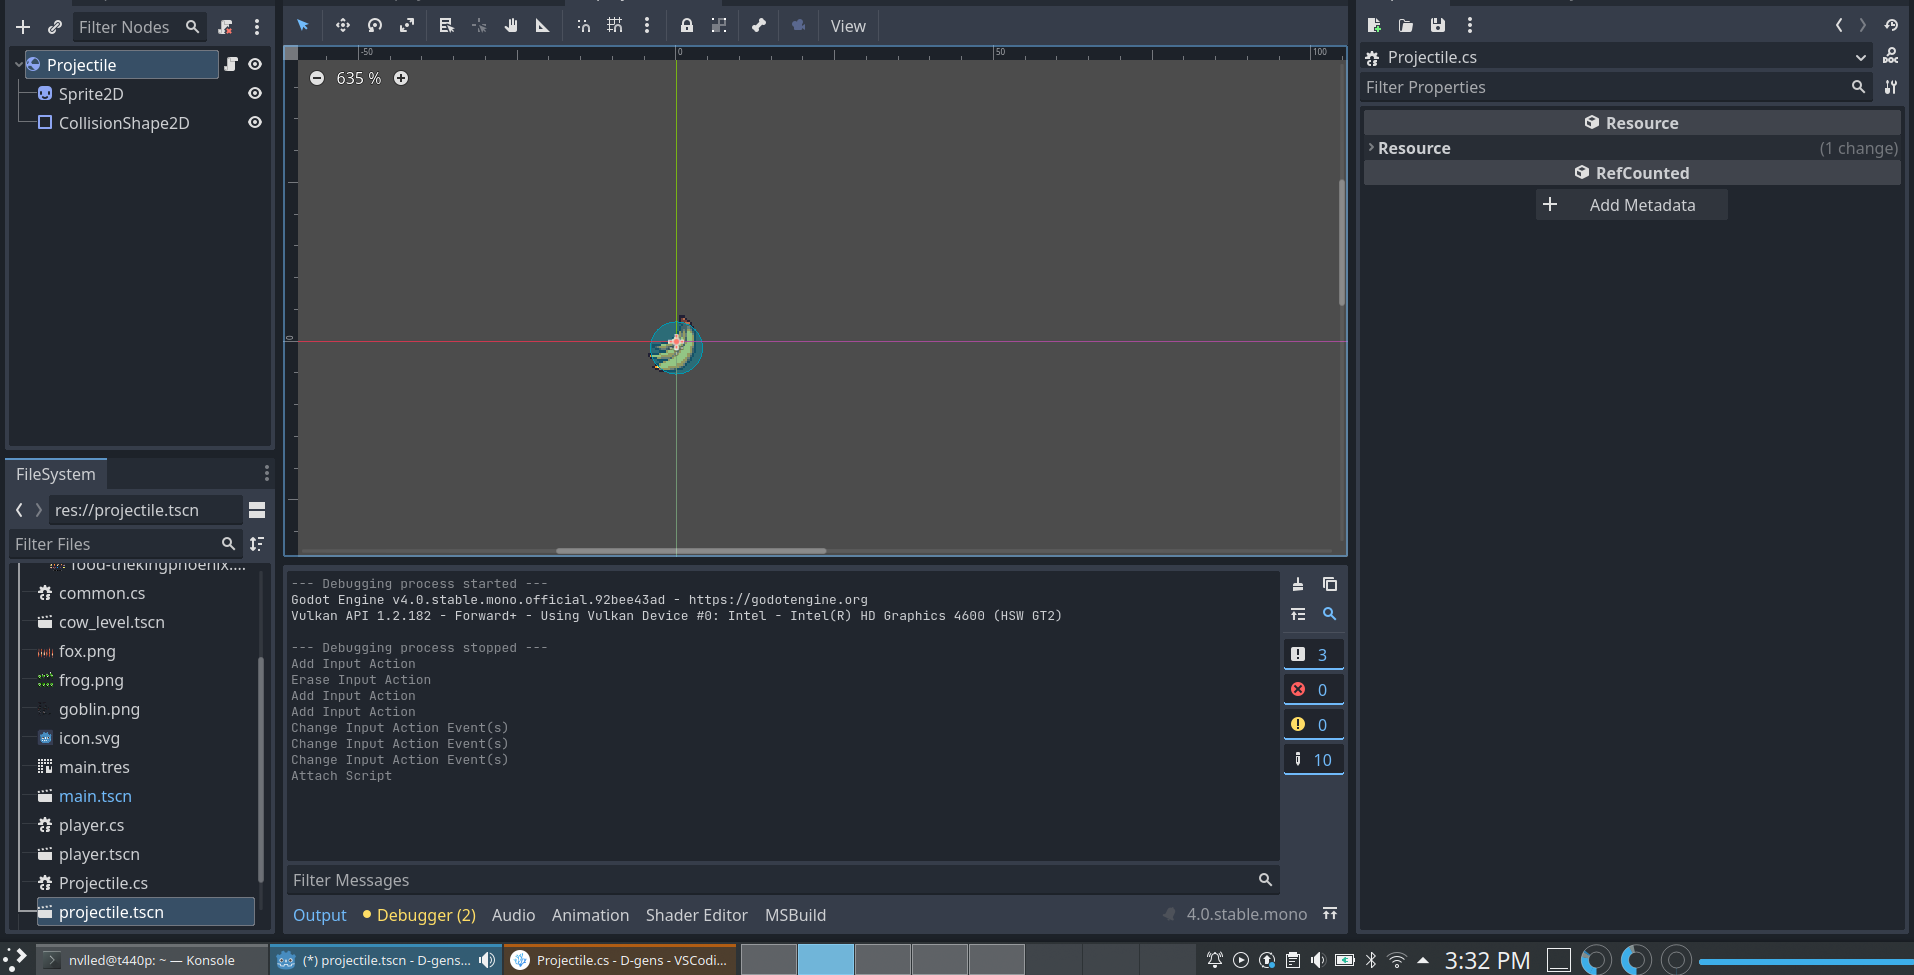 Filter Nodes
Projectile
Sprite2D
CollisionShape2D
View
-50
0
50
100
635 %
0
FileSystem
res://projectile.tscn
Filter Files
food-thekingphoenix....
common.cs
cow_level.tscn
fox.png
frog.png
goblin.png
icon.svg
main.tres
main.tscn
player.cs
player.tscn
Projectile.cs
projectile.tscn
--- Debugging process started ---
Godot Engine v4.0.stable.mono.official.92bee43ad - https://godotengine.org
Vulkan API 1.2.182 - Forward+ - Using Vulkan Device #0: Intel - Intel(R) HD Graphics 4600 (HSW GT2)
--- Debugging process stopped ---
Add Input Action
Erase Input Action
Add Input Action
Add Input Action
Change Input Action Event(s)
Change Input Action Event(s)
Change Input Action Event(s)
Attach Script
3
0
0
10
Filter Messages
Output Debugger (2) Audio Animation Shader Editor MSBuild 4.0.stable.mono
Projectile.cs
DOC
Filter Properties
Resource
Resource (1 change)
RefCounted
Add Metadata
nvlled@t440p: ~ — Konsole
(*) projectile.tscn - D-gens...
Projectile.cs - D-gens - VSCodi...
3:32 PM